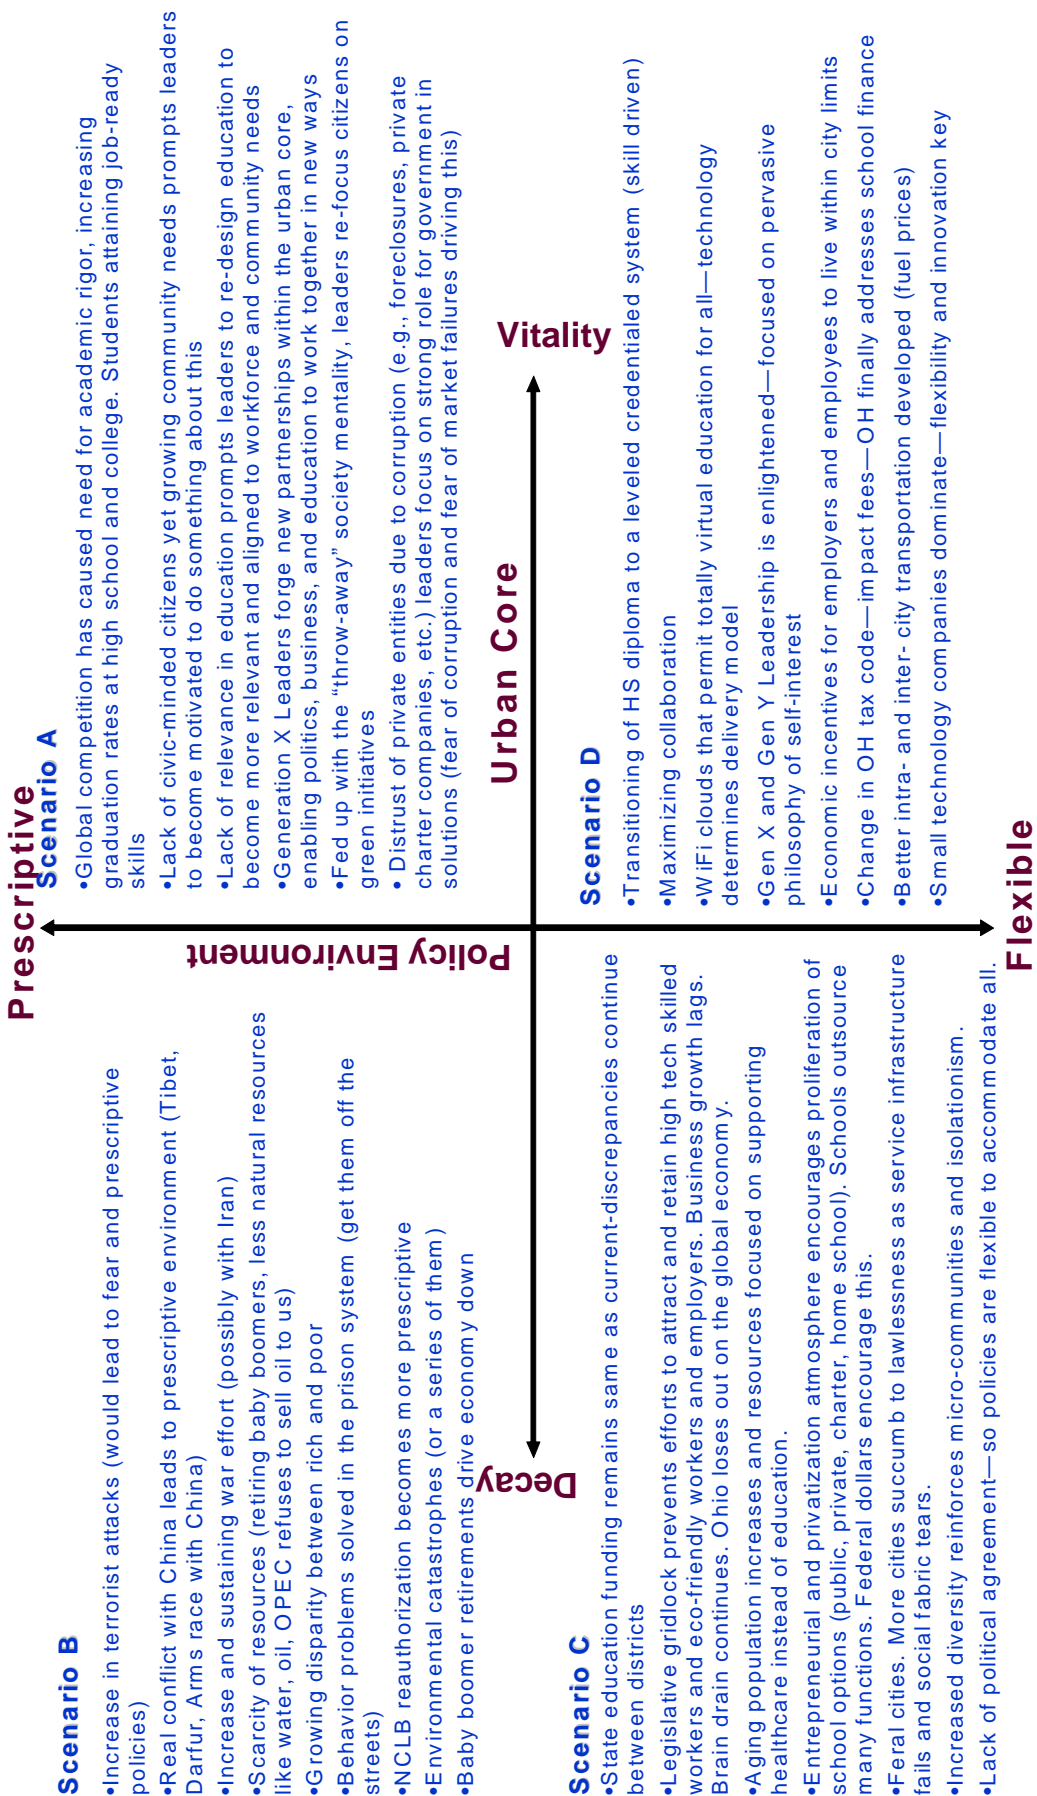 Prescriptive
Scenario A
•Global competition has caused need for academic rigor, increasing
graduation rates at high school and college. Students attaining job-ready
skills
•Lack of civic-minded citizens yet growing community needs prompts leaders
to become motivated to do something about this
•Lack of relevance in education prompts leaders to re-design education to
become more relevant and aligned to workforce and community needs
•Generation X Leaders forge new partnerships within the urban core,
enabling politics, business, and education to work together in new ways
•Fed up with the “throw-away” society mentality, leaders re-focus citizens on
green initiatives
• Distrust of private entities due to corruption (e.g., foreclosures, private
charter companies, etc.) leaders focus on strong role for government in
solutions (fear of corruption and fear of market failures driving this)
Scenario B
•Increase in terrorist attacks (would lead to fear and prescriptive
policies)
•Real conflict with China leads to prescriptive environment (Tibet,
Darfur, Arms race with China)
•Increase and sustaining war effort (possibly with Iran)
•Scarcity of resources (retiring baby boomers, less natural resources
like water, oil, OPEC refuses to sell oil to us)
•Growing disparity between rich and poor
•Behavior problems solved in the prison system (get them off the
streets)
•NCLB reauthorization becomes more prescriptive
•Environmental catastrophes (or a series of them)
•Baby boomer retirements drive economy down
Policy Environment
Decay
Urban Core
Vitality
Scenario C
•State education funding remains same as current-discrepancies continue
between districts
•Legislative gridlock prevents efforts to attract and retain high tech skilled
workers and eco-friendly workers and employers. Business growth lags.
Brain drain continues. Ohio loses out on the global economy.
•Aging population increases and resources focused on supporting
healthcare instead of education.
•Entrepreneurial and privatization atmosphere encourages proliferation of
school options (public, private, charter, home school). Schools outsource
many functions. Federal dollars encourage this.
•Feral cities. More cities succumb to lawlessness as service infrastructure
fails and social fabric tears.
•Increased diversity reinforces micro-communities and isolationism.
•Lack of political agreement—so policies are flexible to accommodate all.
Scenario D
•Transitioning of HS diploma to a leveled credentialed system (skill driven)
•Maximizing collaboration
•WiFi clouds that permit totally virtual education for all—technology
determines delivery model
•Gen X and Gen Y Leadership is enlightened—focused on pervasive
philosophy of self-interest
•Economic incentives for employers and employees to live within city limits
•Change in OH tax code—impact fees—OH finally addresses school finance
•Better intra- and inter- city transportation developed (fuel prices)
•Small technology companies dominate—flexibility and innovation key
Flexible